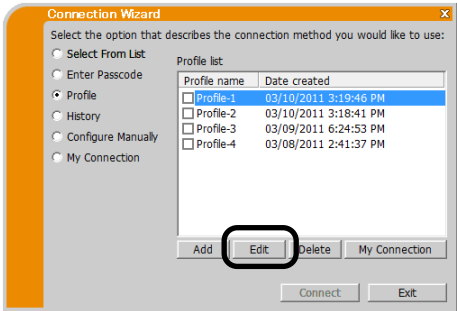 Connection Wizard
X
Select the option that describes the connection method you would like to use:
Select From List
Enter Passcode
Profile
History
Configure Manually
My Connection
Profile list
Profile name Date created
Profile-1 03/10/2011 3:19:46 PM
Profile-2 03/10/2011 3:18:41 PM
Profile-3 03/09/2011 6:24:53 PM
Profile-4 03/08/2011 2:41:37 PM
Add Edit Delete My Connection
Connect Exit